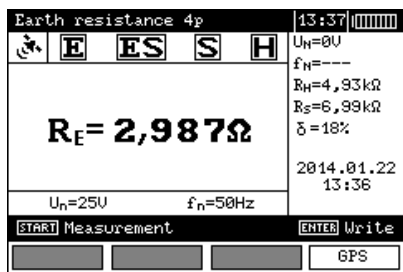 Earth resistance 4p
13:37
E ES S H
UN=0V
fN=---
RH=4,93kΩ
RS=6,99kΩ
δ=18%
RE= 2,987Ω
2014.01.22
13:36
Un=25V fn=50Hz
START Measurement ENTER Write
GPS